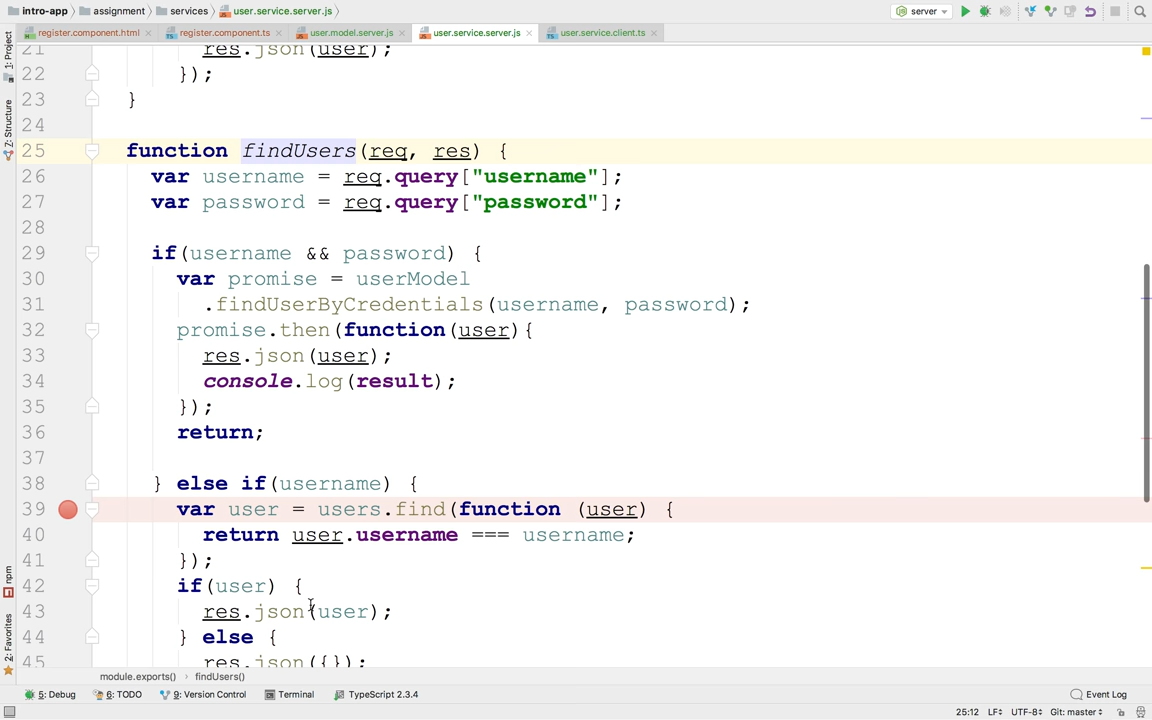 intro-app assignment services user.service.server.js server
register.component.html register.component.ts user.model.server.js user.service.server.js user.service.client.ts
1: Project
Z: Structure
npm
2: Favorites
21 res.json(user);
22 });
23 }
24
25 function findUsers(req, res) {
26 var username = req.query["username"];
27 var password = req.query["password"];
28
29 if(username && password) {
30 var promise = userModel
31 .findUserByCredentials(username, password);
32 promise.then(function(user){
33 res.json(user);
34 console.log(result);
35 });
36 return;
37
38 } else if(username) {
39 var user = users.find(function (user) {
40 return user.username === username;
41 });
42 if(user) {
43 res.json(user);
44 } else {
45 res.json({});
module.exports() › findUsers()
5: Debug 6: TODO 9: Version Control Terminal TypeScript 2.3.4 Event Log
25:12 LF UTF-8 Git: master